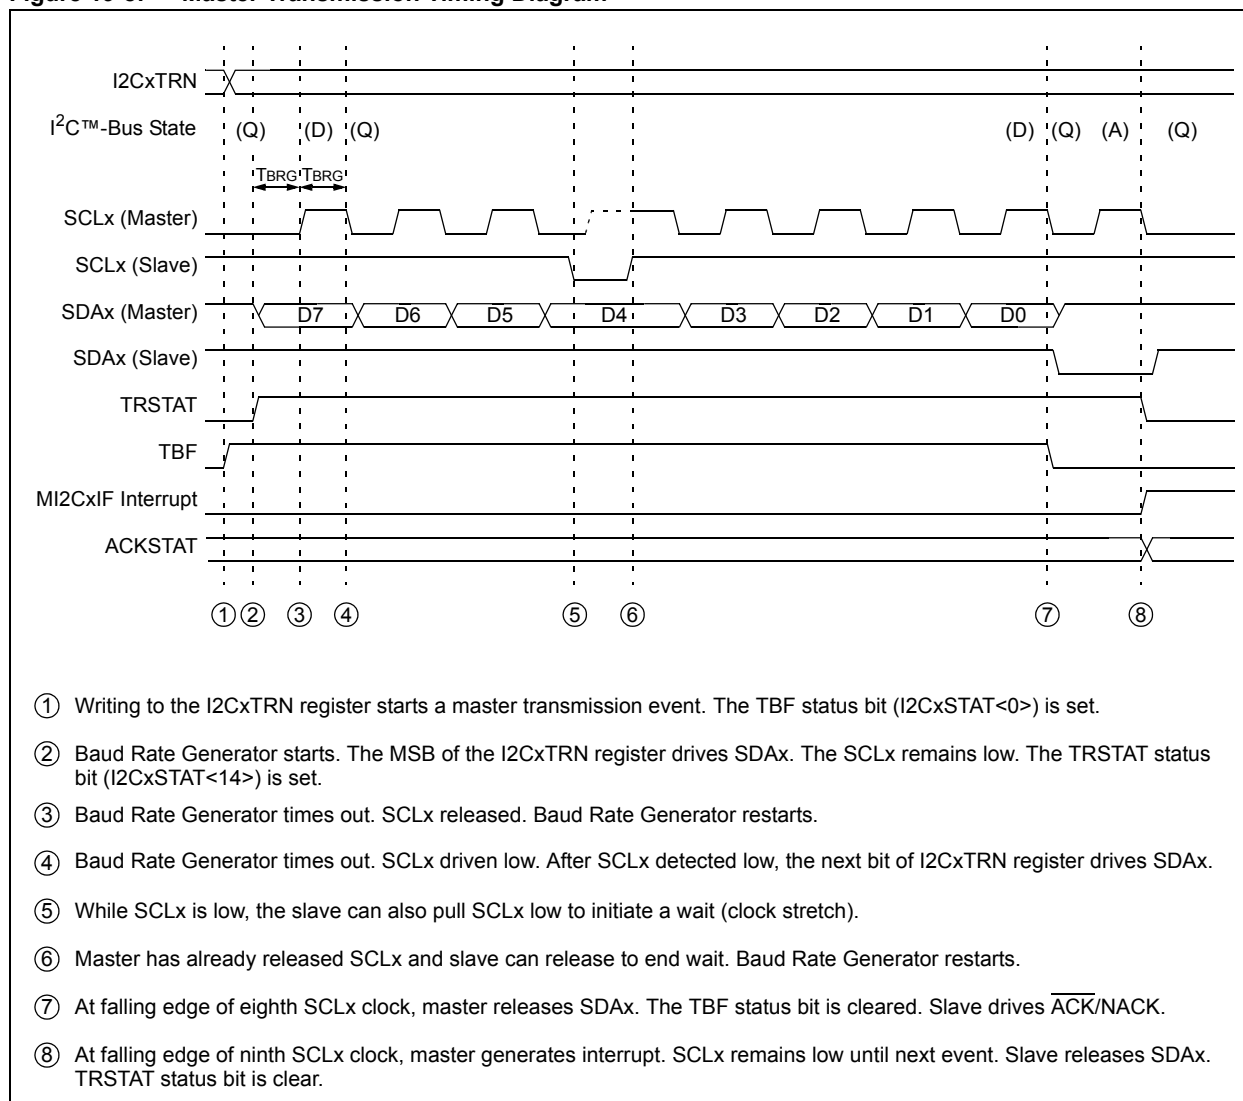 I2CxTRN
I²C™-Bus State (Q) (D) (Q) (D) (Q) (A) (Q)
TBRG TBRG
SCLx (Master)
SCLx (Slave)
SDAx (Master) D7 D6 D5 D4 D3 D2 D1 D0
SDAx (Slave)
TRSTAT
TBF
MI2CxIF Interrupt
ACKSTAT
① ② ③ ④ ⑤ ⑥ ⑦ ⑧
① Writing to the I2CxTRN register starts a master transmission event. The TBF status bit (I2CxSTAT<0>) is set.
② Baud Rate Generator starts. The MSB of the I2CxTRN register drives SDAx. The SCLx remains low. The TRSTAT status
bit (I2CxSTAT<14>) is set.
③ Baud Rate Generator times out. SCLx released. Baud Rate Generator restarts.
④ Baud Rate Generator times out. SCLx driven low. After SCLx detected low, the next bit of I2CxTRN register drives SDAx.
⑤ While SCLx is low, the slave can also pull SCLx low to initiate a wait (clock stretch).
⑥ Master has already released SCLx and slave can release to end wait. Baud Rate Generator restarts.
⑦ At falling edge of eighth SCLx clock, master releases SDAx. The TBF status bit is cleared. Slave drives A̅C̅K̅/NACK.
⑧ At falling edge of ninth SCLx clock, master generates interrupt. SCLx remains low until next event. Slave releases SDAx.
TRSTAT status bit is clear.